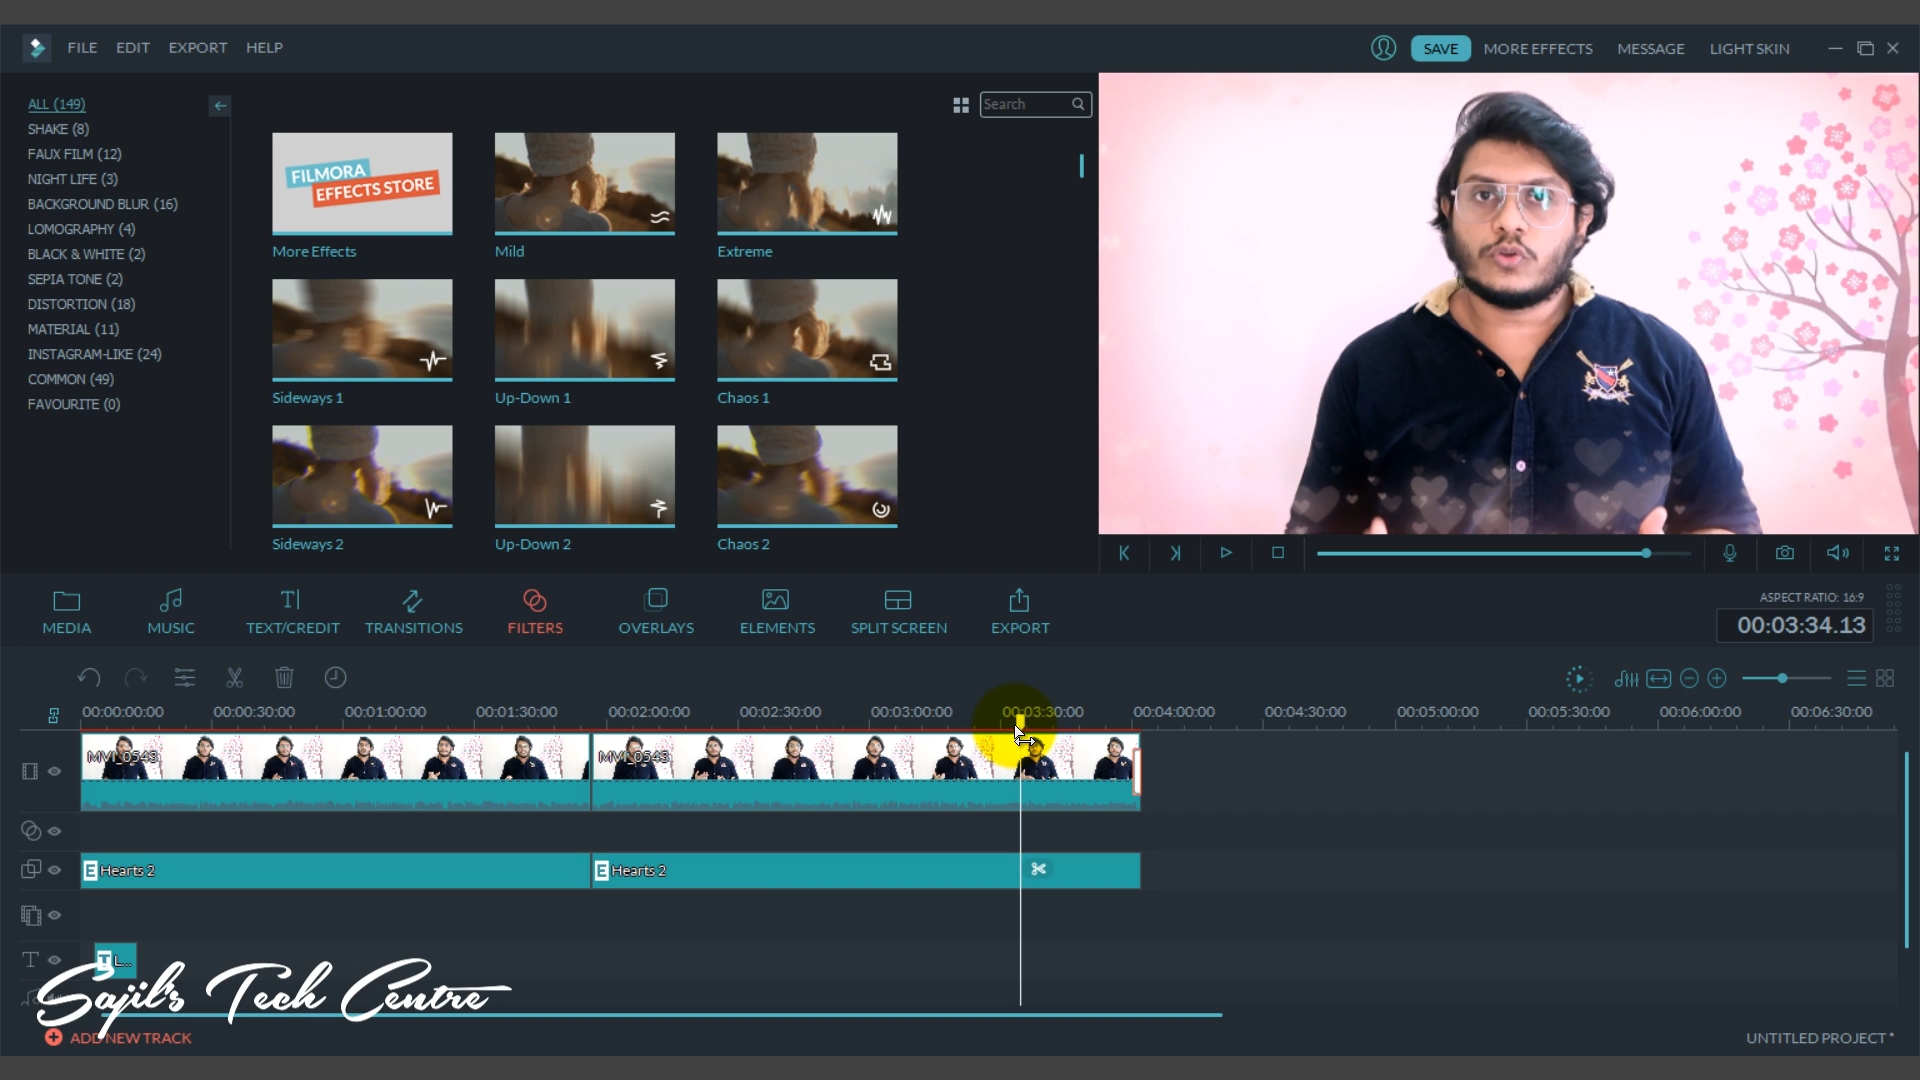 FILE EDIT EXPORT HELP
SAVE MORE EFFECTS MESSAGE LIGHT SKIN
ALL (149)
SHAKE (8)
FAUX FILM (12)
NIGHT LIFE (3)
BACKGROUND BLUR (16)
LOMOGRAPHY (4)
BLACK & WHITE (2)
SEPIA TONE (2)
DISTORTION (18)
MATERIAL (11)
INSTAGRAM-LIKE (24)
COMMON (49)
FAVOURITE (0)
Search
FILMORA
EFFECTS STORE
More Effects Mild Extreme
Sideways 1 Up-Down 1 Chaos 1
Sideways 2 Up-Down 2 Chaos 2
MEDIA MUSIC TEXT/CREDIT TRANSITIONS FILTERS OVERLAYS ELEMENTS SPLIT SCREEN EXPORT
ASPECT RATIO: 16:9
00:03:34.13
00:00:00:00 00:00:30:00 00:01:00:00 00:01:30:00 00:02:00:00 00:02:30:00 00:03:00:00 00:03:30:00 00:04:00:00 00:04:30:00 00:05:00:00 00:05:30:00 00:06:00:00 00:06:30:00
MVI_0543 MVI_0543
E Hearts 2 E Hearts 2
T L...
Sajil's Tech Centre
ADD NEW TRACK
UNTITLED PROJECT *